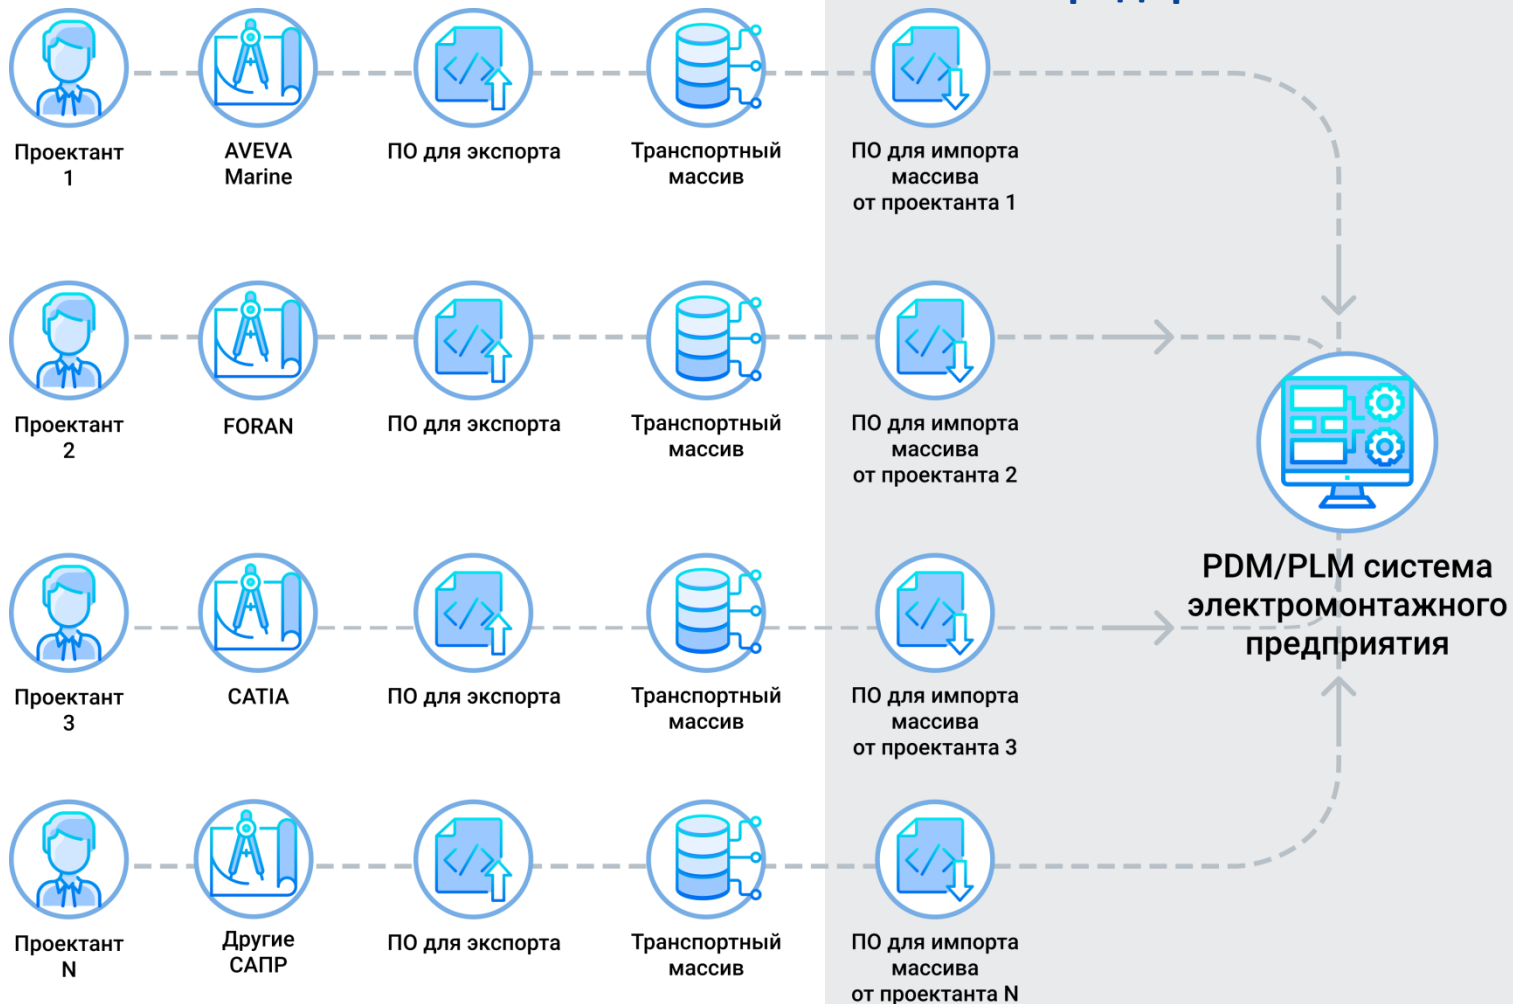 Проектант
1
AVEVA
Marine
ПО для экспорта
Транспортный
массив
ПО для импорта
массива
от проектанта 1
Проектант
2
FORAN
ПО для экспорта
Транспортный
массив
ПО для импорта
массива
от проектанта 2
PDM/PLM система
электромонтажного
предприятия
Проектант
3
CATIA
ПО для экспорта
Транспортный
массив
ПО для импорта
массива
от проектанта 3
Проектант
N
Другие
САПР
ПО для экспорта
Транспортный
массив
ПО для импорта
массива
от проектанта N